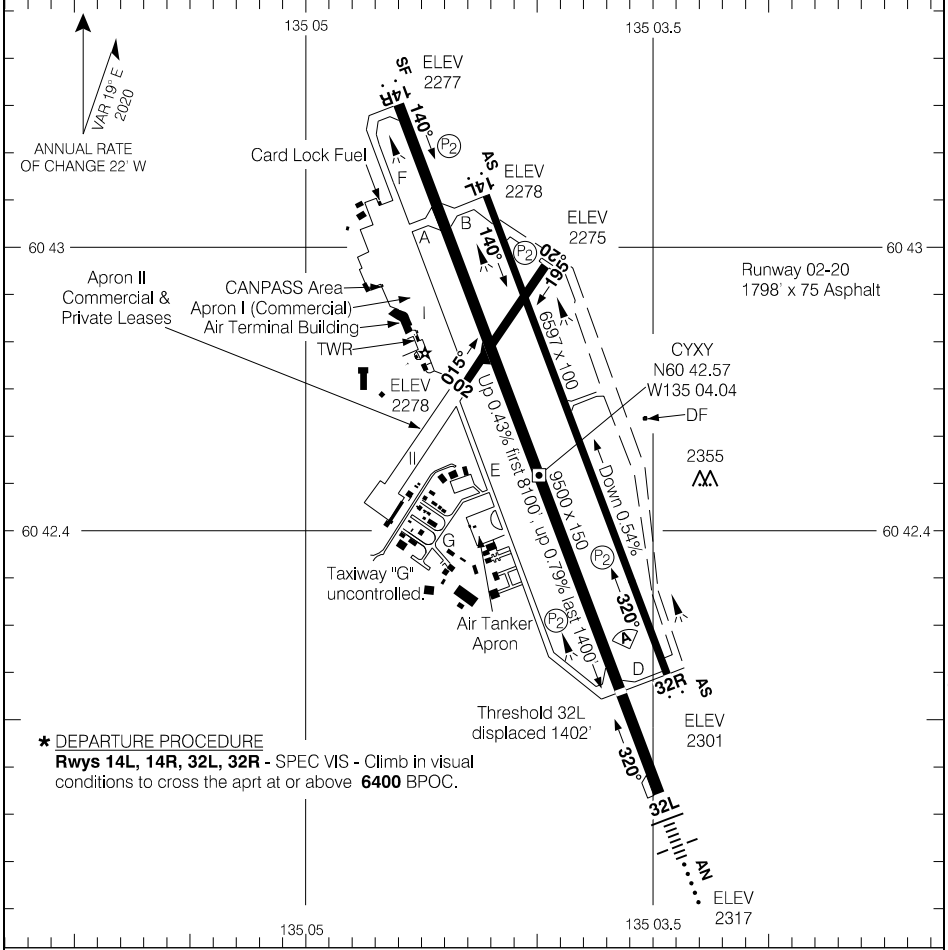 135 05
135 03.5
VAR 19° E
2020
ANNUAL RATE
OF CHANGE 22' W
SF
14R
ELEV
2277
140°
P2
Card Lock Fuel
F
AS
14L
ELEV
2278
ELEV
2275
A
B
140°
P2
020
195°
60 43
60 43
Runway 02-20
1798' x 75 Asphalt
Apron II
Commercial &
Private Leases
CANPASS Area
Apron I (Commercial)
Air Terminal Building
TWR
I
015°
02
ELEV
2278
6597 x 100
CYXY
N60 42.57
W135 04.04
DF
2355
Up 0.43% first 8100', up 0.79% last 1400'
9500 x 150
Down 0.54%
II
E
G
60 42.4
60 42.4
Taxiway "G"
uncontrolled.
Air Tanker
Apron
P2
P2
320°
A
D
32R
AS
ELEV
2301
Threshold 32L
displaced 1402'
320°
32L
AN
ELEV
2317
* DEPARTURE PROCEDURE
Rwys 14L, 14R, 32L, 32R - SPEC VIS - Climb in visual
conditions to cross the aprt at or above 6400 BPOC.
135 05
135 03.5